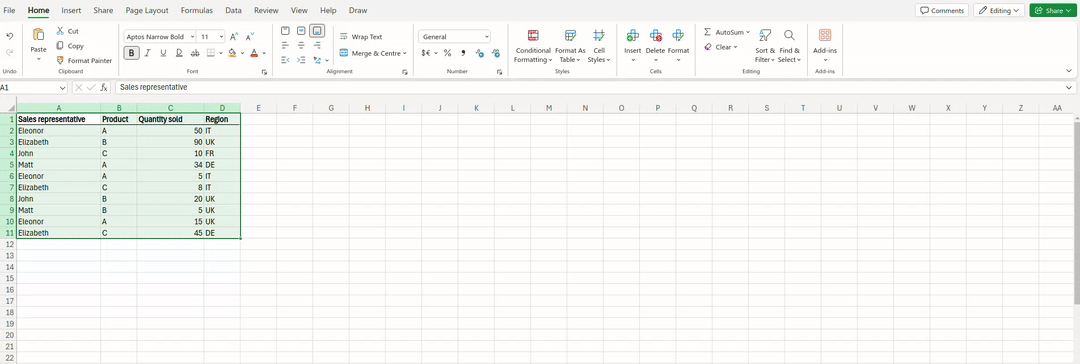 File Home Insert Share Page Layout Formulas Data Review View Help Draw Comments Editing Share
Paste Cut Copy Format Painter
Aptos Narrow Bold 11 A A
B I U D ab A
Wrap Text
Merge & Centre
General
$€ % 9
Conditional Formatting Format As Table Cell Styles
Insert Delete Format
AutoSum
Clear
Sort & Filter Find & Select
Add-ins
Undo Clipboard Font Alignment Number Styles Cells Editing Add-ins
A1 fx Sales representative
A B C D E F G H I J K L M N O P Q R S T U V W X Y Z AA
1 Sales representative Product Quantity sold Region
2 Eleonor A 50 IT
3 Elizabeth B 90 UK
4 John C 10 FR
5 Matt A 34 DE
6 Eleonor A 5 IT
7 Elizabeth C 8 IT
8 John B 20 UK
9 Matt B 5 UK
10 Eleonor A 15 UK
11 Elizabeth C 45 DE
12
13
14
15
16
17
18
19
20
21
22